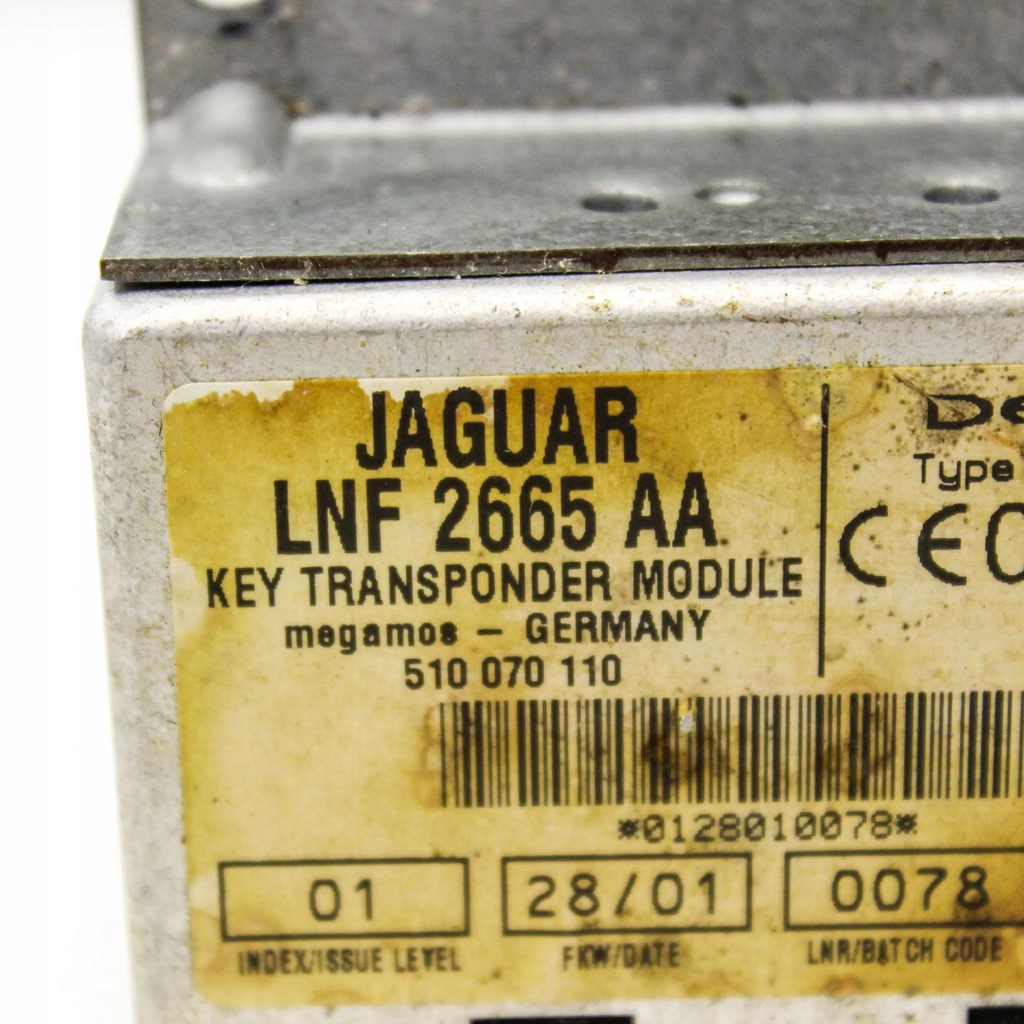 JAGUAR
LNF 2665 AA
KEY TRANSPONDER MODULE
megamos - GERMANY
510 070 110
Type
CE0
*0128010078*
01 28/01 0078
INDEX/ISSUE LEVEL FKW/DATE LNR/BATCH CODE